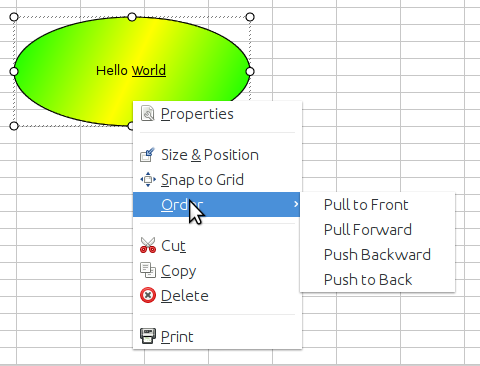 Hello World
Properties
Size & Position
Snap to Grid
Order
Pull to Front
Pull Forward
Push Backward
Push to Back
Cut
Copy
Delete
Print